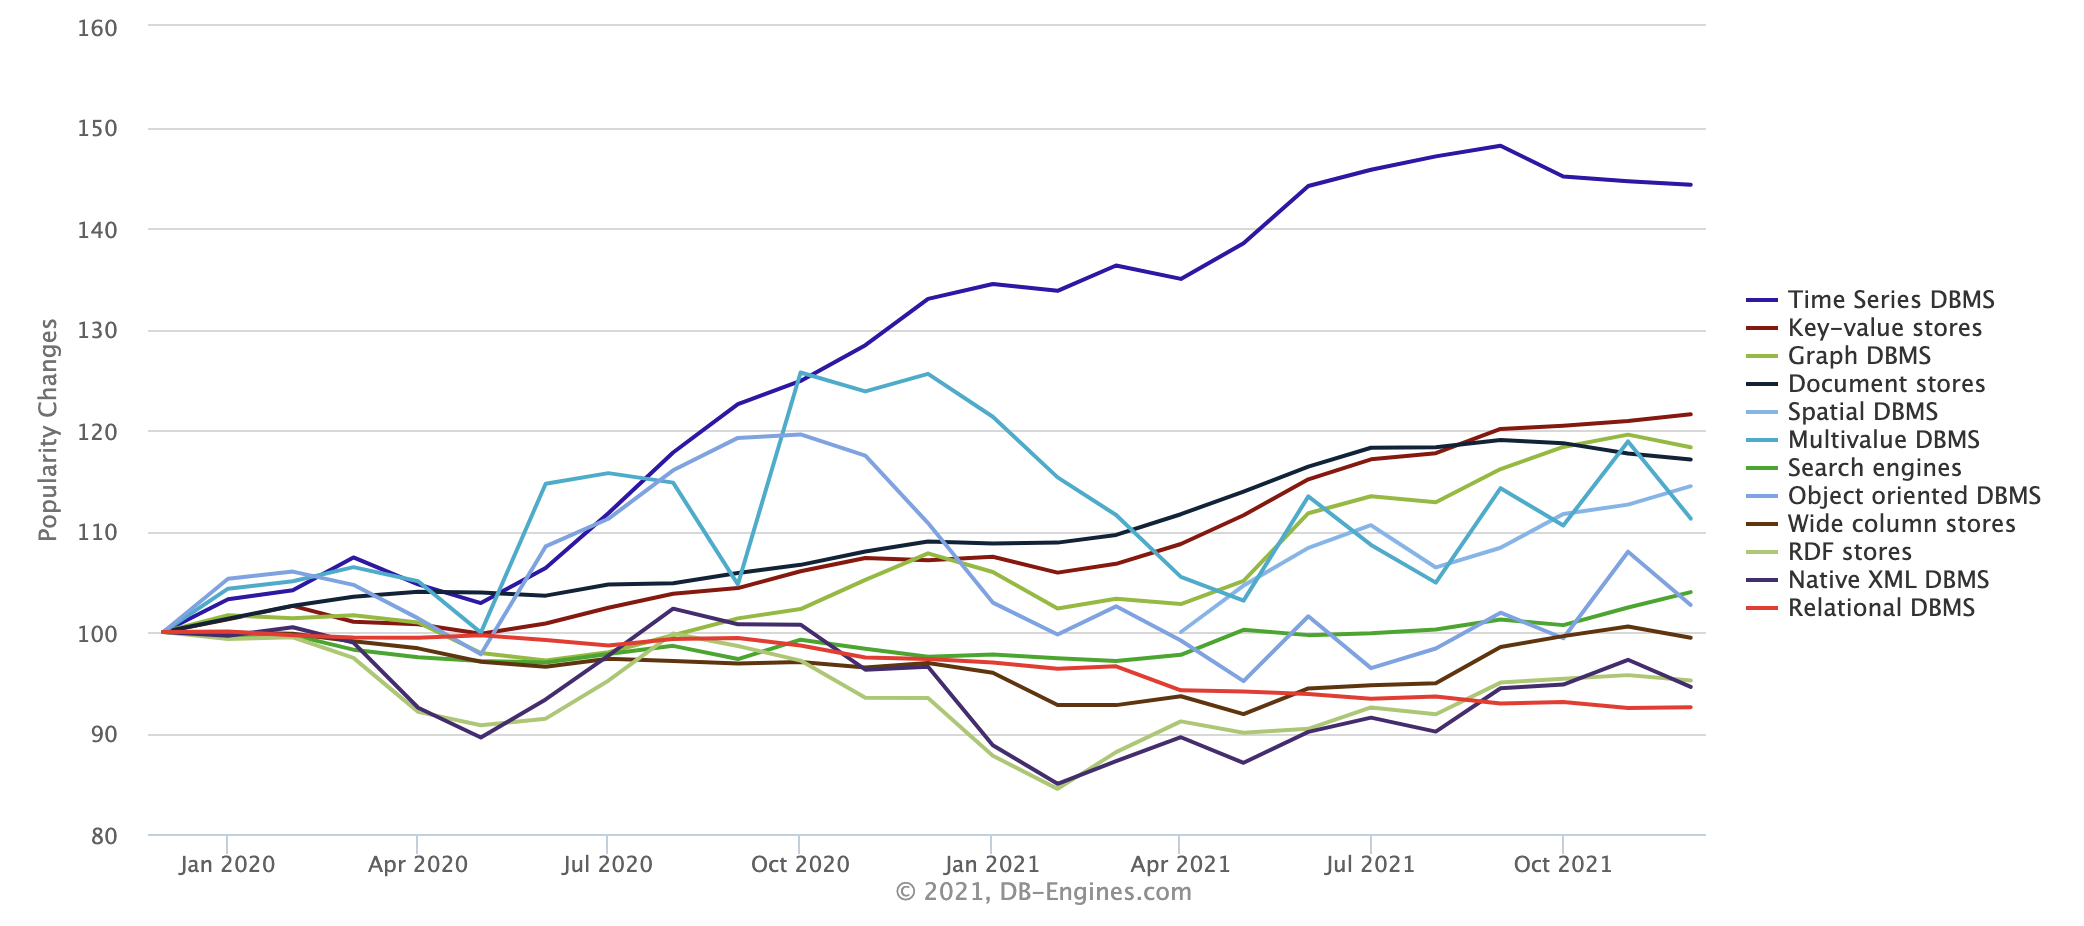 160
150
140
130
120
110
100
90
80
Popularity Changes
Jan 2020
Apr 2020
Jul 2020
Oct 2020
Jan 2021
Apr 2021
Jul 2021
Oct 2021
© 2021, DB-Engines.com
Time Series DBMS
Key-value stores
Graph DBMS
Document stores
Spatial DBMS
Multivalue DBMS
Search engines
Object oriented DBMS
Wide column stores
RDF stores
Native XML DBMS
Relational DBMS